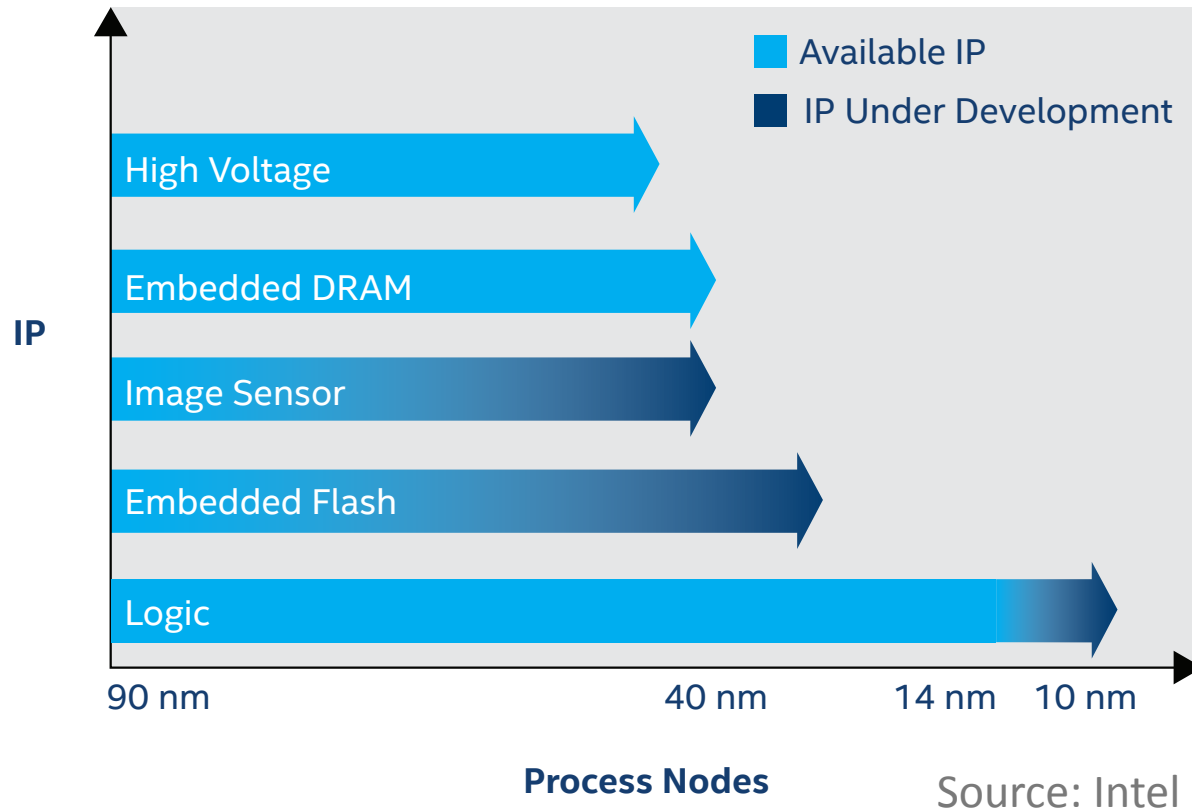 Available IP
IP Under Development
High Voltage
Embedded DRAM
IP
Image Sensor
Embedded Flash
Logic
90 nm 40 nm 14 nm 10 nm
Process Nodes
Source: Intel